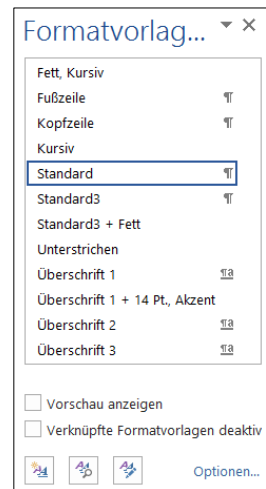 Formatvorlag...
Fett, Kursiv
Fußzeile ¶
Kopfzeile ¶
Kursiv
Standard ¶
Standard3 ¶
Standard3 + Fett
Unterstrichen
Überschrift 1 ¶a
Überschrift 1 + 14 Pt., Akzent
Überschrift 2 ¶a
Überschrift 3 ¶a
Vorschau anzeigen
Verknüpfte Formatvorlagen deaktiv
Optionen...